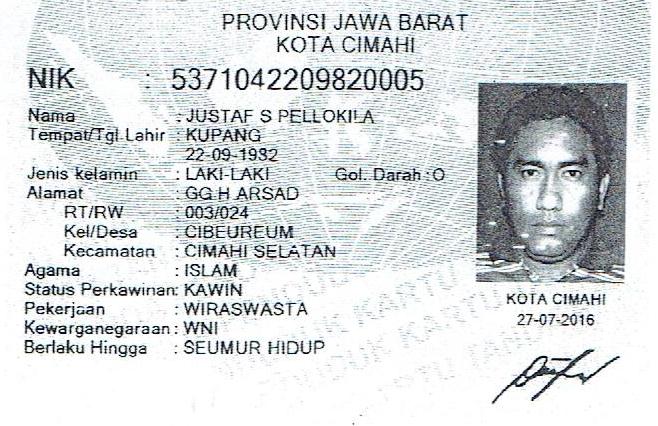 PROVINSI JAWA BARAT
KOTA CIMAHI
NIK : 5371042209820005
Nama : JUSTAF S PELLOKILA
Tempat/Tgl Lahir : KUPANG
22-09-1982
Jenis kelamin : LAKI-LAKI Gol. Darah : O
Alamat : GG H ARSAD
RT/RW : 003/024
Kel/Desa : CIBEUREUM
Kecamatan : CIMAHI SELATAN
Agama : ISLAM
Status Perkawinan: KAWIN
Pekerjaan : WIRASWASTA
Kewarganegaraan : WNI
Berlaku Hingga : SEUMUR HIDUP
KOTA CIMAHI
27-07-2016